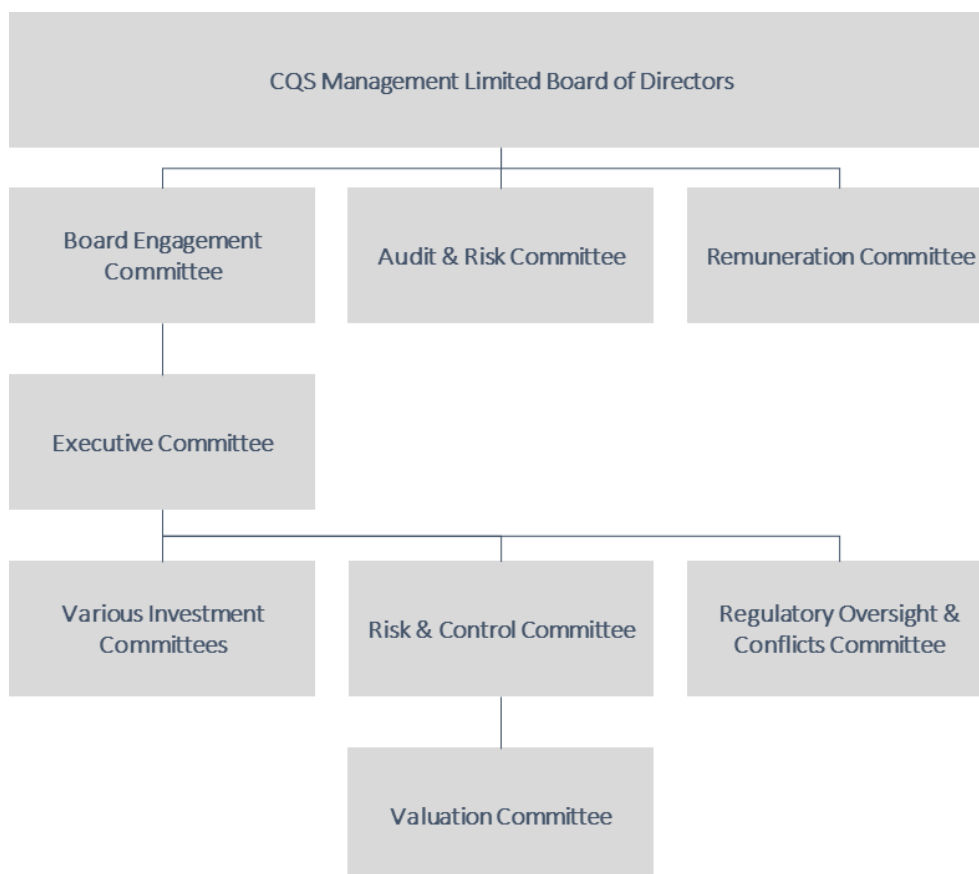 CQS Management Limited Board of Directors
Board Engagement
Committee
Audit & Risk Committee
Remuneration Committee
Executive Committee
Various Investment
Committees
Risk & Control Committee
Regulatory Oversight &
Conflicts Committee
Valuation Committee